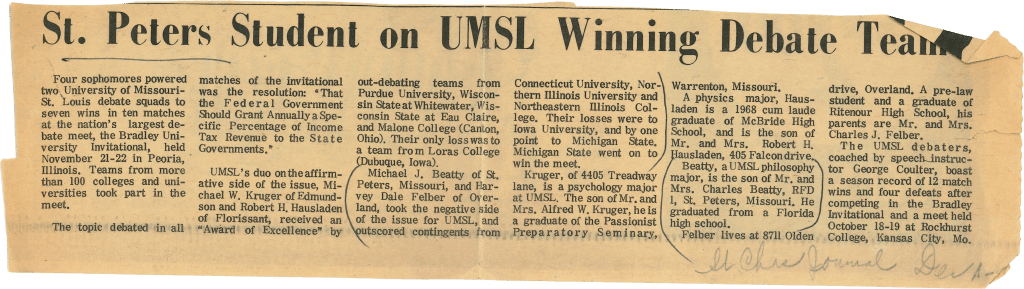 St. Peters Student on UMSL Winning Debate Team
Four sophomores powered
two University of Missouri-
St. Louis debate squads to
seven wins in ten matches
at the nation's largest de-
bate meet, the Bradley Uni-
versity Invitational, held
November 21-22 in Peoria,
Illinois. Teams from more
than 100 colleges and uni-
versities took part in the
meet.
The topic debated in all
matches of the invitational
was the resolution: "That
the Federal Government
Should Grant Annually a Spe-
cific Percentage of Income
Tax Revenue to the State
Governments."
UMSL's duo on the affirm-
ative side of the issue, Mi-
chael W. Kruger of Edmund-
son and Robert H. Hausladen
of Florissant, received an
"Award of Excellence" by
out-debating teams from
Purdue University, Wiscon-
sin State at Whitewater, Wis-
consin State at Eau Claire,
and Malone College (Canton,
Ohio). Their only loss was to
a team from Loras College
(Dubuque, Iowa).
Michael J. Beatty of St.
Peters, Missouri, and Har-
vey Dale Felber of Over-
land, took the negative side
of the issue for UMSL, and
outscored contingents from
Connecticut University, Nor-
thern Illinois University and
Northeastern Illinois Col-
lege. Their losses were to
Iowa University, and by one
point to Michigan State.
Michigan State went on to
win the meet.
Kruger, of 4405 Treadway
lane, is a psychology major
at UMSL. The son of Mr. and
Mrs. Alfred W. Kruger, he is
a graduate of the Passionist
Preparatory Seminary,
Warrenton, Missouri.
A physics major, Haus-
laden is a 1968 cum laude
graduate of McBride High
School, and is the son of
Mr. and Mrs. Robert H.
Hausladen, 405 Falcon drive.
Beatty, a UMSL philosophy
major, is the son of Mr. and
Mrs. Charles Beatty, RFD
1, St. Peters, Missouri. He
graduated from a Florida
high school.
Felber lives at 8711 Olden
drive, Overland. A pre-law
student and a graduate of
Ritenour High School, his
parents are Mr. and Mrs.
Charles J. Felber.
The UMSL debaters,
coached by speech instruc-
tor George Coulter, boast
a season record of 12 match
wins and four defeats after
competing in the Bradley
Invitational and a meet held
October 18-19 at Rockhurst
College, Kansas City, Mo.
St Chas Journal Dec